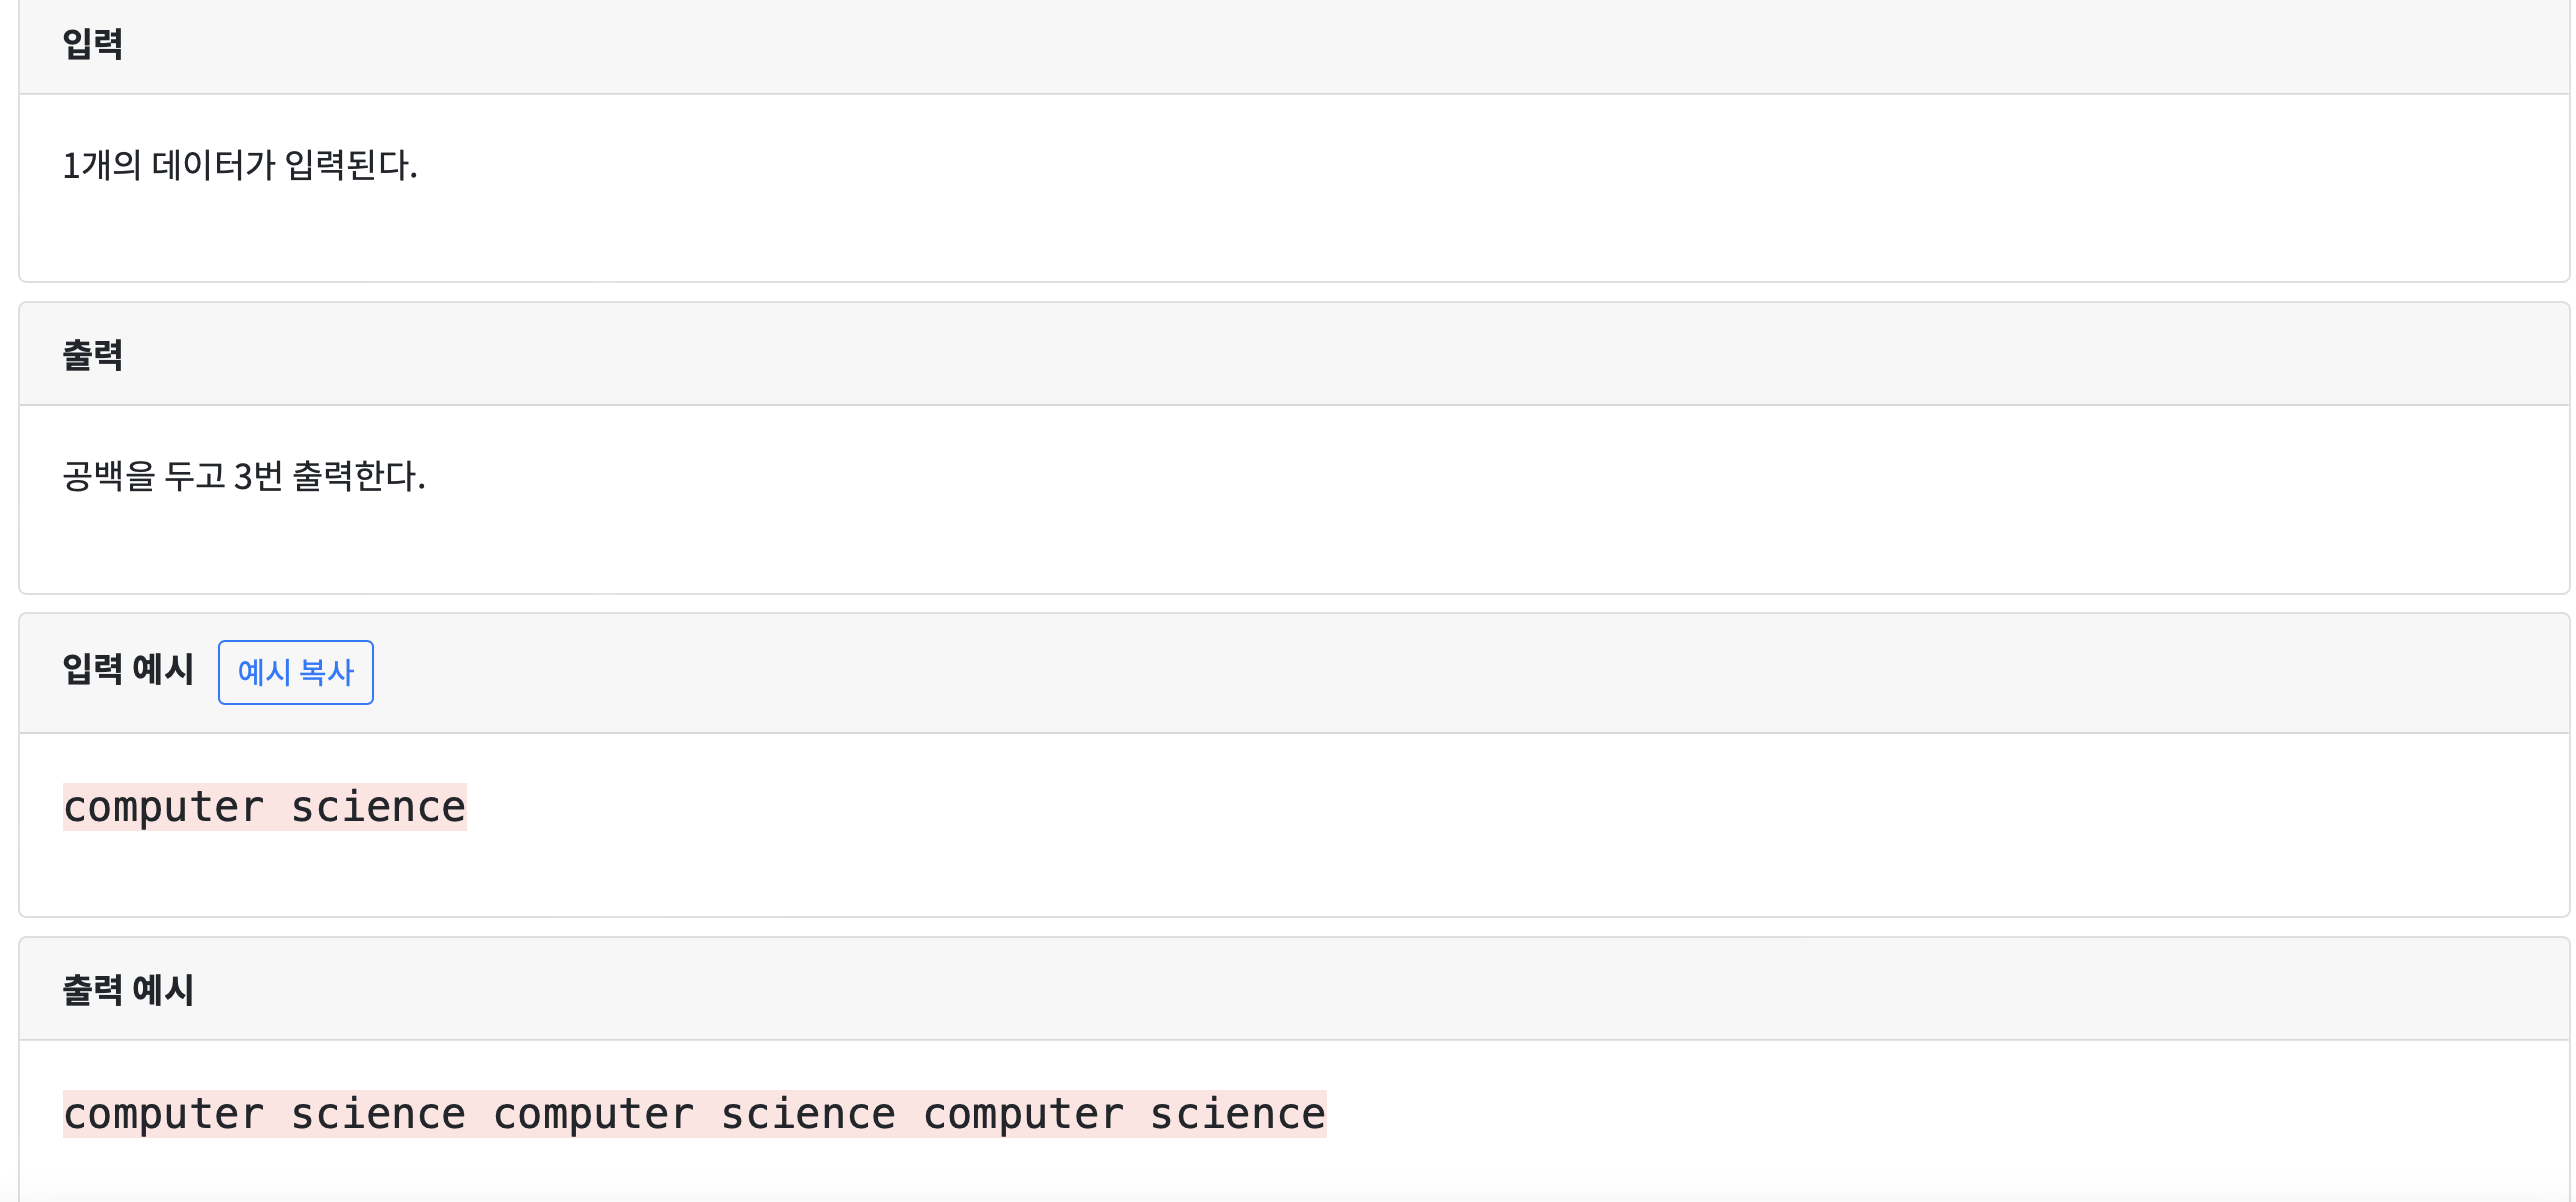 입력
1개의 데이터가 입력된다.
출력
공백을 두고 3번 출력한다.
입력 예시 예시 복사
computer science
출력 예시
computer science computer science computer science